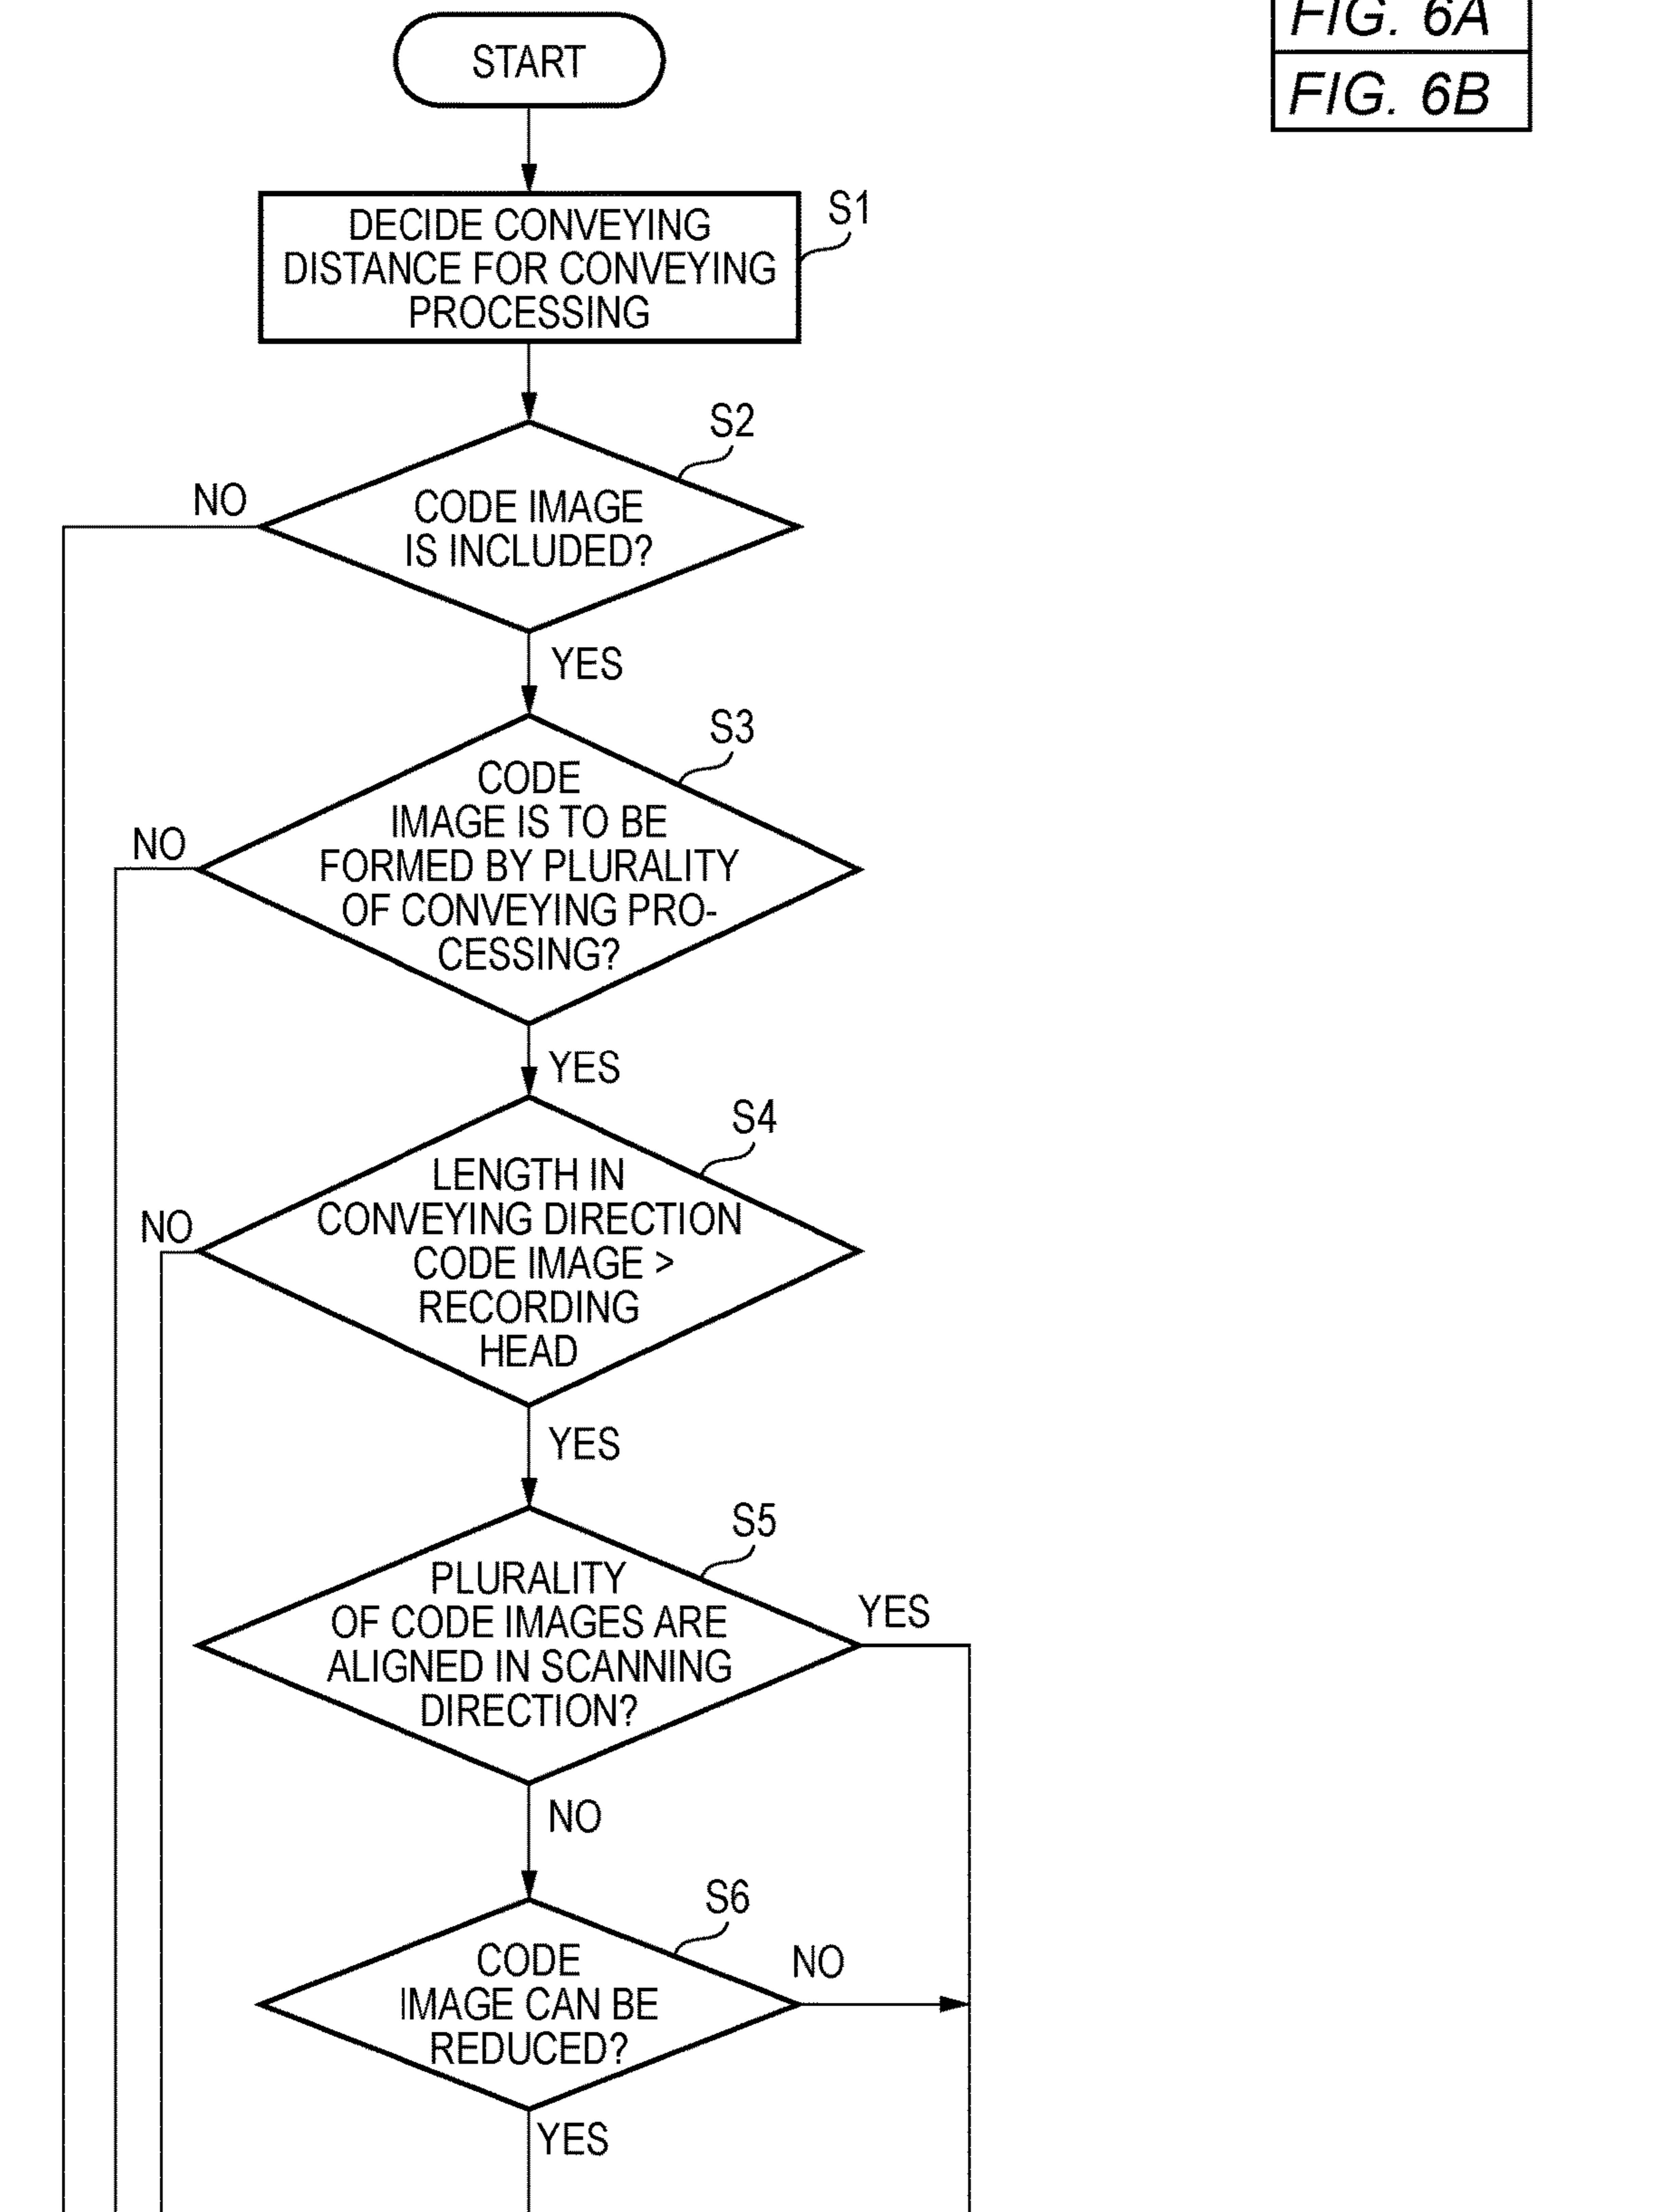 FIG. 6A
FIG. 6B
START
S1
DECIDE CONVEYING
DISTANCE FOR CONVEYING
PROCESSING
S2
NO
CODE IMAGE
IS INCLUDED?
YES
S3
NO
CODE
IMAGE IS TO BE
FORMED BY PLURALITY
OF CONVEYING PRO-
CESSING?
YES
S4
NO
LENGTH IN
CONVEYING DIRECTION
CODE IMAGE >
RECORDING
HEAD
YES
S5
PLURALITY
OF CODE IMAGES ARE
ALIGNED IN SCANNING
DIRECTION?
YES
NO
S6
CODE
IMAGE CAN BE
REDUCED?
NO
YES